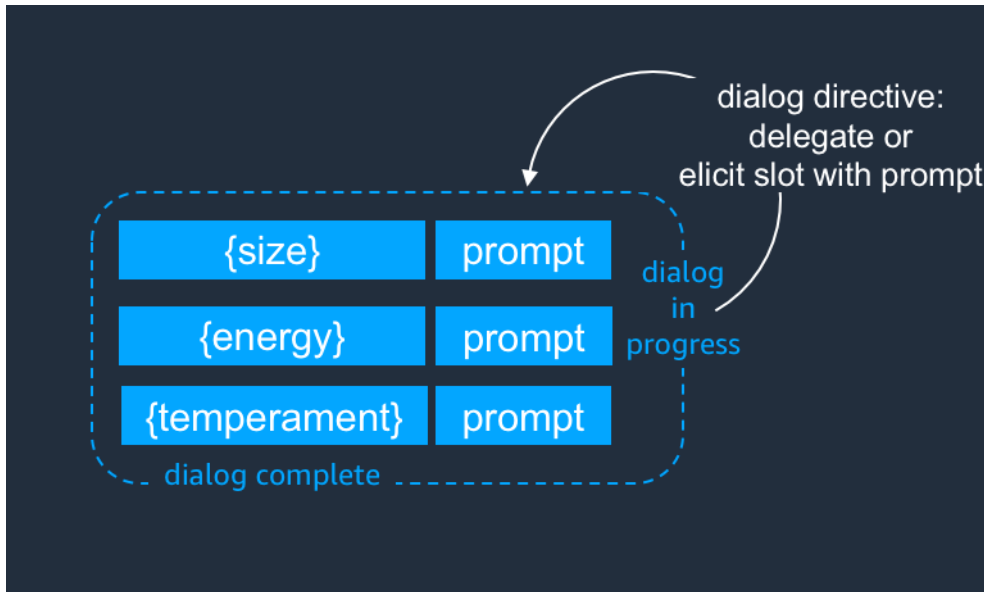 dialog directive:
delegate or
elicit slot with prompt
{size} prompt
dialog
in
progress
{energy} prompt
{temperament} prompt
dialog complete